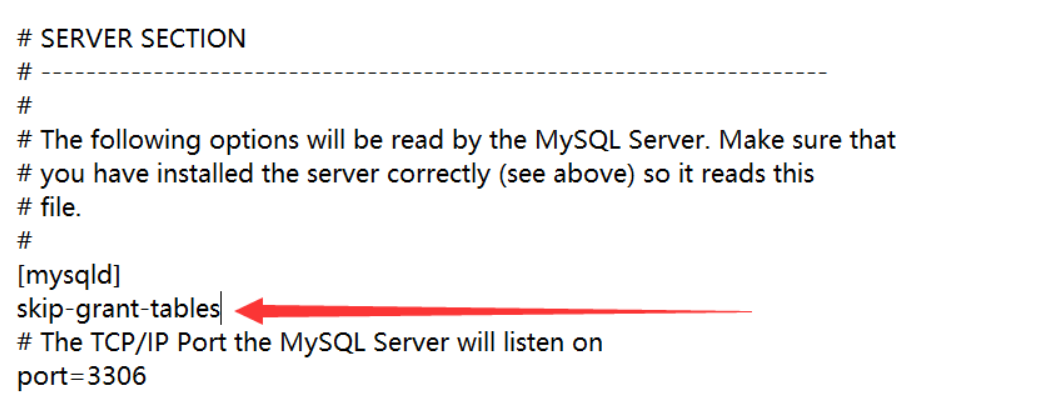 # SERVER SECTION
# ----------------------------------------------------------------------
#
# The following options will be read by the MySQL Server. Make sure that
# you have installed the server correctly (see above) so it reads this
# file.
#
[mysqld]
skip-grant-tables
# The TCP/IP Port the MySQL Server will listen on
port=3306